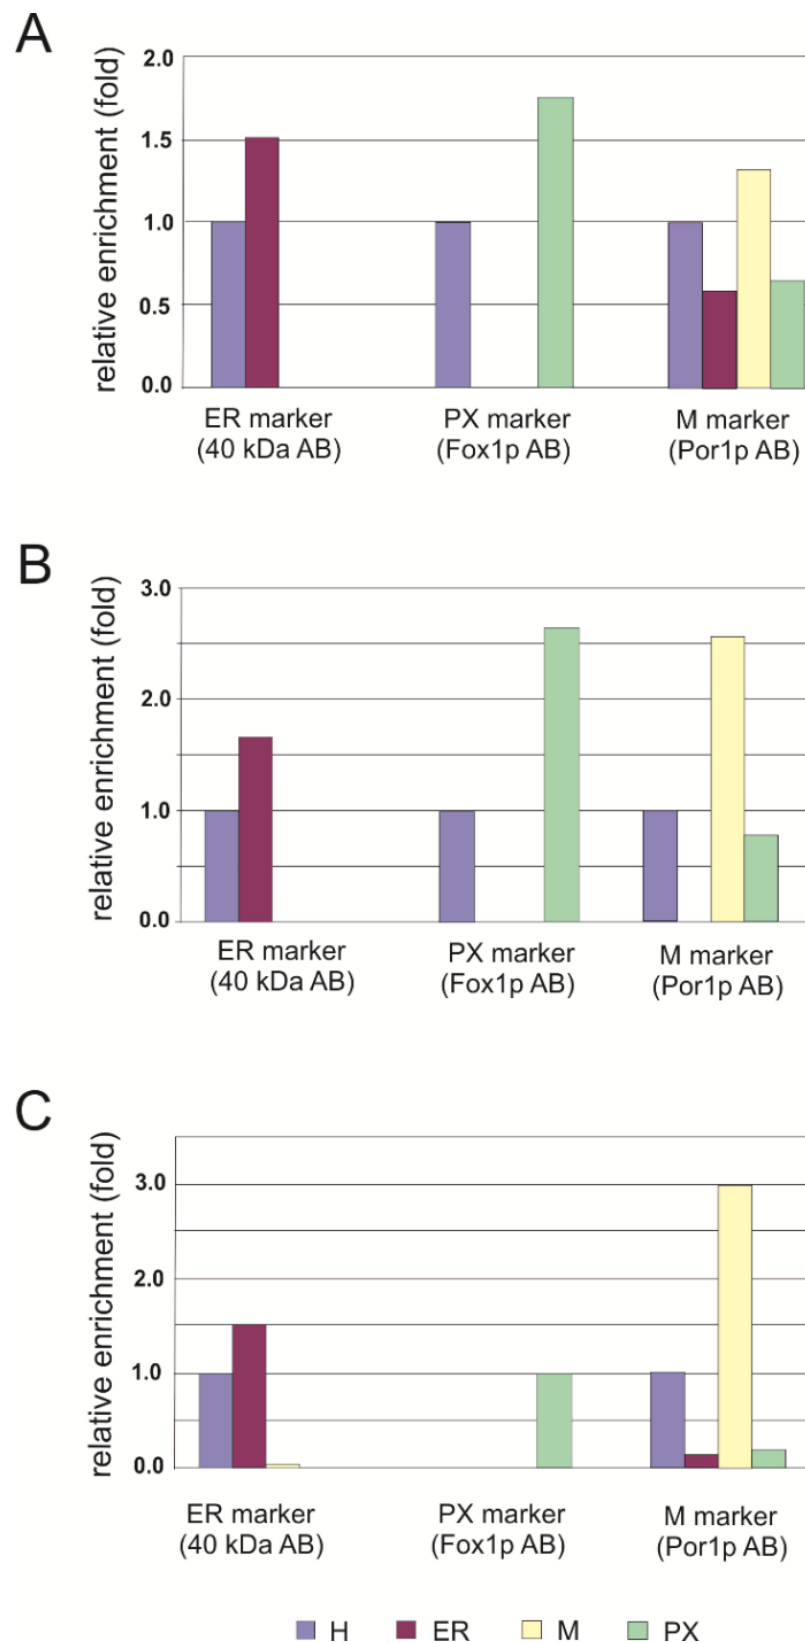 A
relative enrichment (fold)
2.0
1.5
1.0
0.5
0.0
ER marker
(40 kDa AB)
PX marker
(Fox1p AB)
M marker
(Por1p AB)
B
relative enrichment (fold)
3.0
2.0
1.0
0.0
ER marker
(40 kDa AB)
PX marker
(Fox1p AB)
M marker
(Por1p AB)
C
relative enrichment (fold)
3.0
2.0
1.0
0.0
ER marker
(40 kDa AB)
PX marker
(Fox1p AB)
M marker
(Por1p AB)
H ER M PX